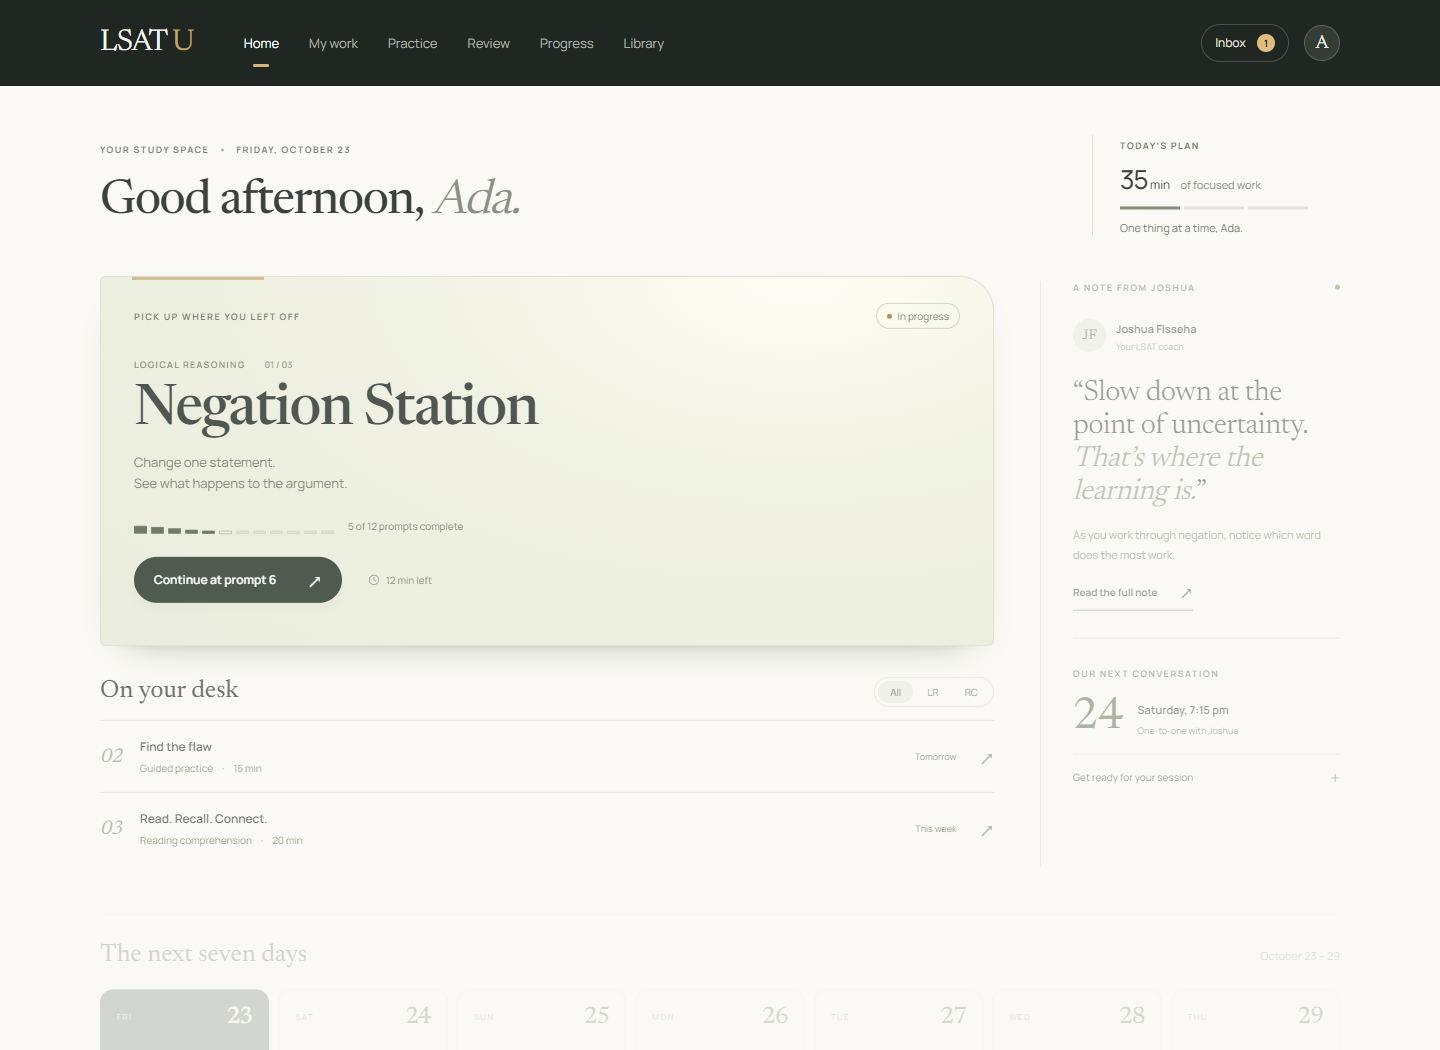 LSAT U
Home My work Practice Review Progress Library
Inbox 1 A
YOUR STUDY SPACE • FRIDAY, OCTOBER 23
Good afternoon, Ada.
TODAY'S PLAN
35 min of focused work
One thing at a time, Ada.
PICK UP WHERE YOU LEFT OFF
In progress
LOGICAL REASONING 01 / 03
Negation Station
Change one statement.
See what happens to the argument.
5 of 12 prompts complete
Continue at prompt 6 ↗
12 min left
A NOTE FROM JOSHUA
JF
Joshua Fisseha
Your LSAT coach
“Slow down at the
point of uncertainty.
That’s where the
learning is.”
As you work through negation, notice which word
does the most work.
Read the full note ↗
OUR NEXT CONVERSATION
24
Saturday, 7:15 pm
One-to-one with Joshua
Get ready for your session +
On your desk
All LR RC
02
Find the flaw
Guided practice · 15 min
Tomorrow ↗
03
Read. Recall. Connect.
Reading comprehension · 20 min
This week ↗
The next seven days
October 23 – 29
FRI 23
SAT 24
SUN 25
MON 26
TUE 27
WED 28
THU 29